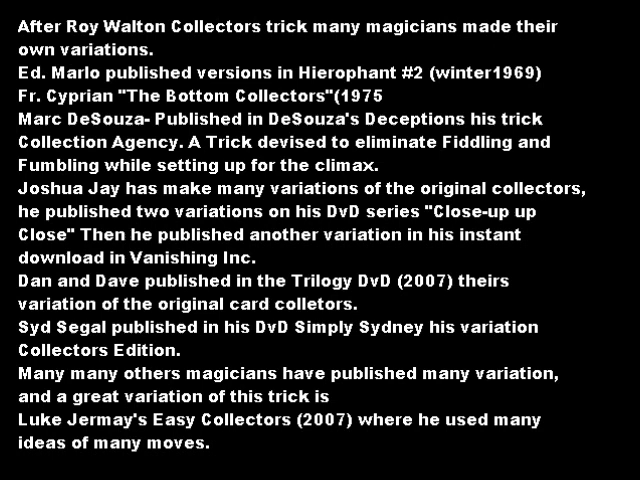 After Roy Walton Collectors trick many magicians made their
own variations.
Ed. Marlo published versions in Hierophant #2 (winter1969)
Fr. Cyprian "The Bottom Collectors"(1975
Marc DeSouza- Published in DeSouza's Deceptions his trick
Collection Agency. A Trick devised to eliminate Fiddling and
Fumbling while setting up for the climax.
Joshua Jay has make many variations of the original collectors,
he published two variations on his DvD series "Close-up up
Close" Then he published another variation in his instant
download in Vanishing Inc.
Dan and Dave published in the Trilogy DvD (2007) theirs
variation of the original card colletors.
Syd Segal published in his DvD Simply Sydney his variation
Collectors Edition.
Many many others magicians have published many variation,
and a great variation of this trick is
Luke Jermay's Easy Collectors (2007) where he used many
ideas of many moves.